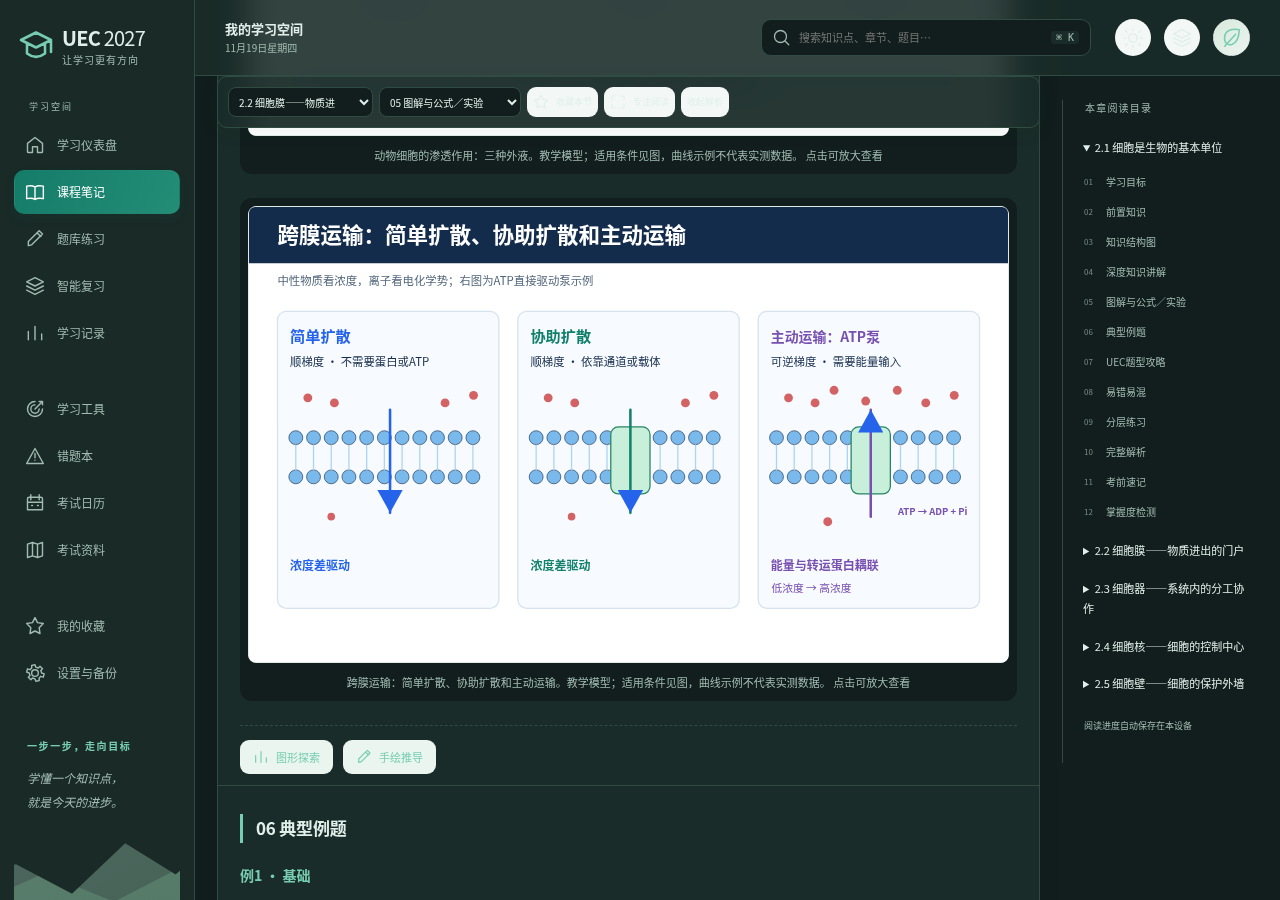 UEC 2027
让学习更有方向
学习空间
学习仪表盘
课程笔记
题库练习
智能复习
学习记录
学习工具
错题本
考试日历
考试资料
我的收藏
设置与备份
一步一步，走向目标
学懂一个知识点，
就是今天的进步。
我的学习空间
11月19日星期四
搜索知识点、章节、题目…
⌘ K
2.2 细胞膜——物质进
05 图解与公式／实验
动物细胞的渗透作用：三种外液。教学模型；适用条件见图，曲线示例不代表实测数据。 点击可放大查看
跨膜运输：简单扩散、协助扩散和主动运输
中性物质看浓度，离子看电化学势；右图为ATP直接驱动泵示例
简单扩散
顺梯度 · 不需要蛋白或ATP
浓度差驱动
协助扩散
顺梯度 · 依靠通道或载体
浓度差驱动
主动运输：ATP泵
可逆梯度 · 需要能量输入
ATP → ADP + Pi
能量与转运蛋白耦联
低浓度 → 高浓度
跨膜运输：简单扩散、协助扩散和主动运输。教学模型；适用条件见图，曲线示例不代表实测数据。 点击可放大查看
图形探索
手绘推导
06 典型例题
例1 · 基础
本章阅读目录
2.1 细胞是生物的基本单位
01 学习目标
02 前置知识
03 知识结构图
04 深度知识讲解
05 图解与公式／实验
06 典型例题
07 UEC题型攻略
08 易错易混
09 分层练习
10 完整解析
11 考前速记
12 掌握度检测
2.2 细胞膜——物质进出的门户
2.3 细胞器——系统内的分工协
作
2.4 细胞核——细胞的控制中心
2.5 细胞壁——细胞的保护外墙
阅读进度自动保存在本设备